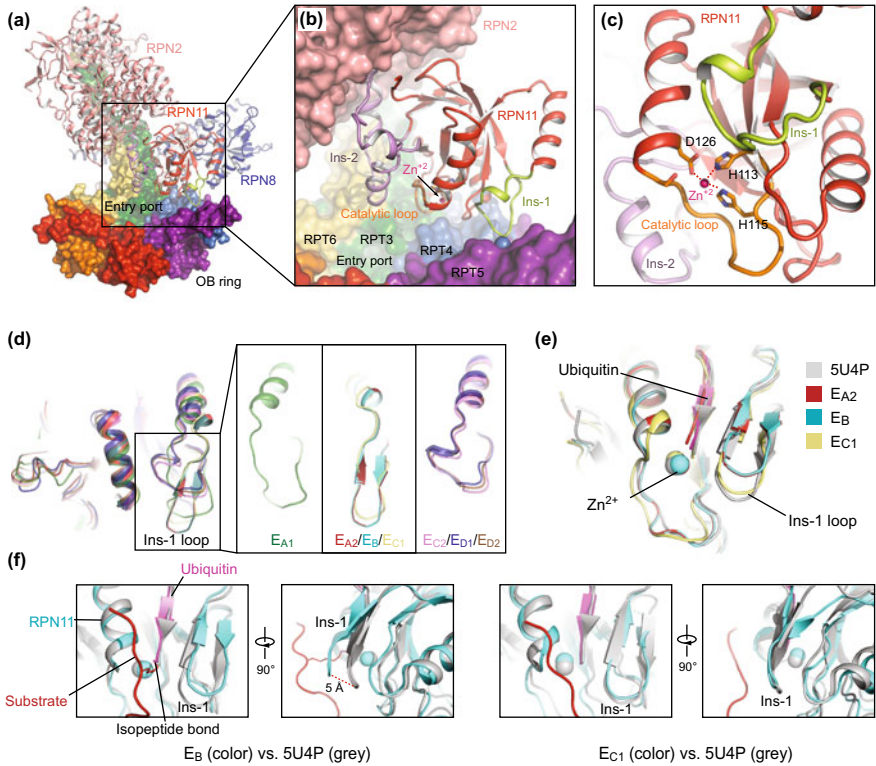 (a)
RPN2
RPN11
RPN8
Entry port
OB ring
(b)
RPN2
RPN11
Ins-2
Zn+2
Ins-1
Catalytic loop
RPT6
RPT3
RPT4
Entry port
RPT5
(c)
RPN11
Ins-1
D126
H113
Zn+2
H115
Catalytic loop
Ins-2
(d)
Ins-1 loop
EA1
EA2/EB/EC1
EC2/ED1/ED2
(e)
Ubiquitin
5U4P
EA2
EB
EC1
Zn2+
Ins-1 loop
(f)
Ubiquitin
RPN11
Substrate
Ins-1
Isopeptide bond
90°
Ins-1
5 Å
EB (color) vs. 5U4P (grey)
Ins-1
90°
Ins-1
EC1 (color) vs. 5U4P (grey)